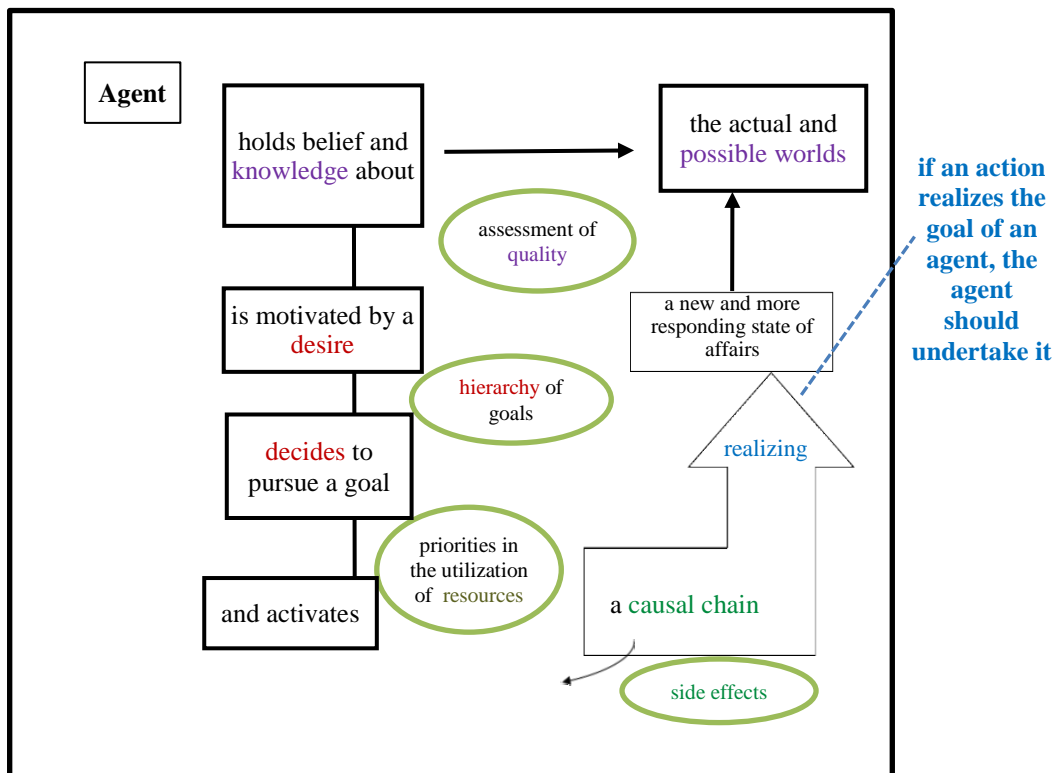 Agent
holds belief and
knowledge about
the actual and
possible worlds
assessment of
quality
is motivated by a
desire
a new and more
responding state of
affairs
hierarchy of
goals
decides to
pursue a goal
realizing
priorities in
the utilization
of resources
and activates
a causal chain
side effects
if an action
realizes the
goal of an
agent, the
agent
should
undertake it